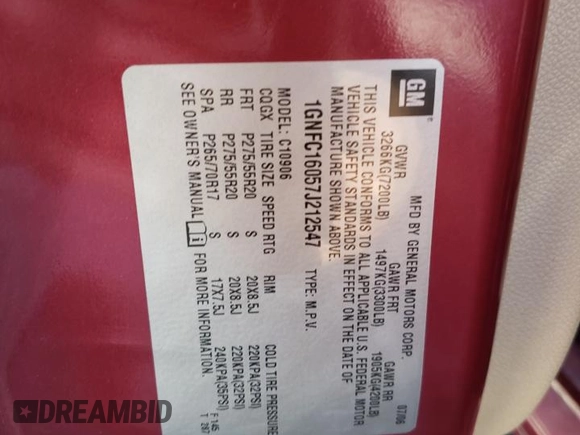 GM
MFD BY GENERAL MOTORS CORP. 07/06
GVWR GAWR FRT GAWR RR
3266KG(7200LB) 1497KG(3300LB) 1905KG(4200LB)
THIS VEHICLE CONFORMS TO ALL APPLICABLE U.S. FEDERAL MOTOR
VEHICLE SAFETY STANDARDS IN EFFECT ON THE DATE OF
MANUFACTURE SHOWN ABOVE.
1GNFC16057J212547 TYPE: M.P.V.
MODEL: C10906
CQGX TIRE SIZE SPEED RTG RIM COLD TIRE PRESSURE
FRT P275/55R20 S 20X8.5J 220KPA(32PSI)
RR P275/55R20 S 20X8.5J 220KPA(32PSI)
SPA P265/70R17 S 17X7.5J 240KPA(35PSI)
SEE OWNER'S MANUAL i FOR MORE INFORMATION.
F 145
T 287
DREAMBID